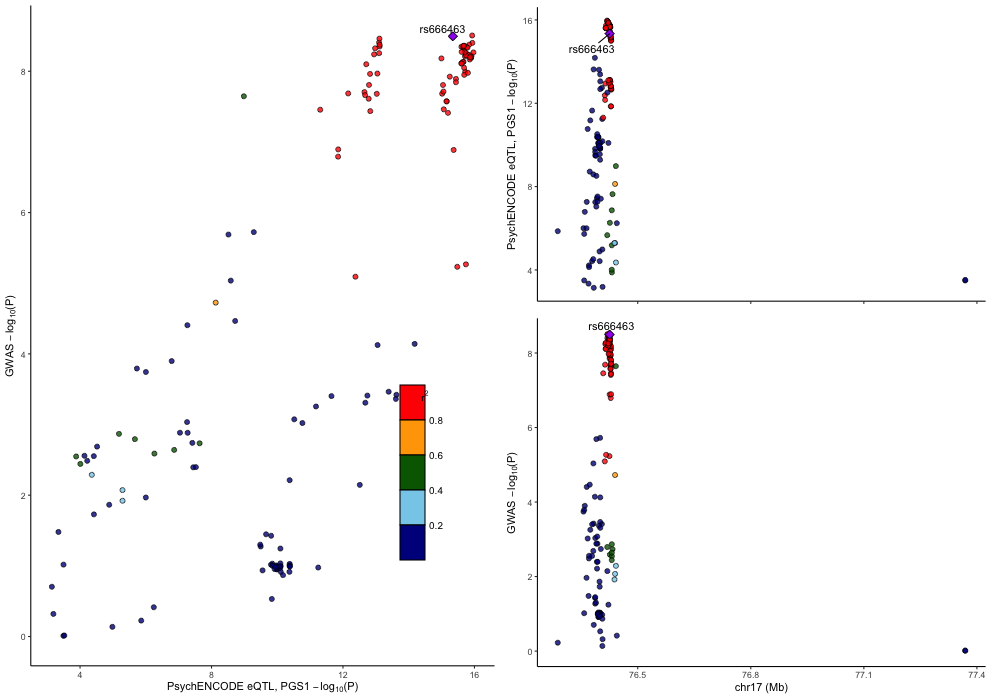 rs666463
8
6
4
2
0
GWAS −log10(P)
4
8
12
16
PsychENCODE eQTL, PGS1 −log10(P)
r2
0.8
0.6
0.4
0.2
16
12
8
4
PsychENCODE eQTL, PGS1 −log10(P)
rs666463
rs666463
8
6
4
2
0
GWAS −log10(P)
76.5
76.8
77.1
77.4
chr17 (Mb)